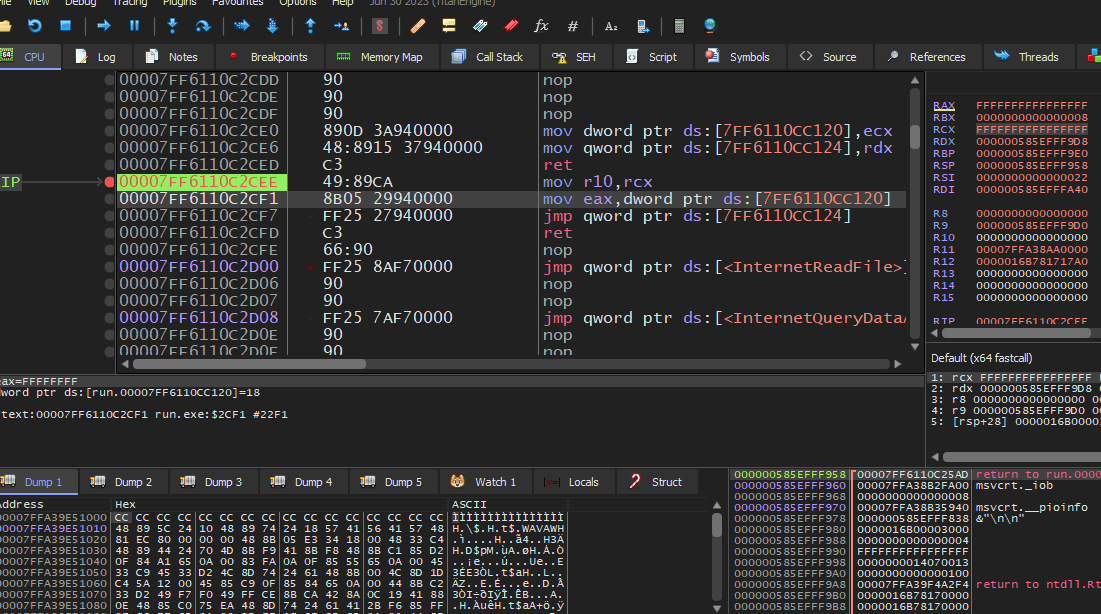 File View Debug Tracing Plugins Favourites Options Help Jun 30 2023 (TitanEngine)
CPU Log Notes Breakpoints Memory Map Call Stack SEH Script Symbols Source References Threads
00007FF6110C2CDD 90 nop
00007FF6110C2CDE 90 nop
00007FF6110C2CDF 90 nop
00007FF6110C2CE0 890D 3A940000 mov dword ptr ds:[7FF6110CC120],ecx
00007FF6110C2CE6 48:8915 37940000 mov qword ptr ds:[7FF6110CC124],rdx
00007FF6110C2CED C3 ret
IP 00007FF6110C2CEE 49:89CA mov r10,rcx
00007FF6110C2CF1 8B05 29940000 mov eax,dword ptr ds:[7FF6110CC120]
00007FF6110C2CF7 FF25 27940000 jmp qword ptr ds:[7FF6110CC124]
00007FF6110C2CFD C3 ret
00007FF6110C2CFE 66:90 nop
00007FF6110C2D00 FF25 8AF70000 jmp qword ptr ds:[<InternetReadFile>]
00007FF6110C2D06 90 nop
00007FF6110C2D07 90 nop
00007FF6110C2D08 FF25 7AF70000 jmp qword ptr ds:[<InternetQueryDataA
00007FF6110C2D0E 90 nop
00007FF6110C2D0F 90 nop
RAX FFFFFFFFFFFFFFFF
RBX 0000000000000008
RCX FFFFFFFFFFFFFFFF
RDX 000000585EFFF9D8
RBP 000000585EFFF9E0
RSP 000000585EFFF958
RSI 0000000000000022
RDI 000000585EFFFA40
R8 0000000000000000
R9 000000585EFFF9D0
R10 0000000000000000
R11 00007FFA38AA0000
R12 0000016B781717A0
R13 0000000000000000
R14 0000000000000000
R15 0000000000000000
RIP 00007FF6110C2CEE
Default (x64 fastcall)
1: rcx FFFFFFFFFFFFFFFF
2: rdx 000000585EFFF9D8
3: r8 0000000000000000
4: r9 000000585EFFF9D0
5: [rsp+28] 0000016B0000
eax=FFFFFFFF
dword ptr ds:[run.00007FF6110CC120]=18
text:00007FF6110C2CF1 run.exe:$2CF1 #22F1
Dump 1 Dump 2 Dump 3 Dump 4 Dump 5 Watch 1 Locals Struct
Address Hex ASCII
00007FFA39E51000 CC CC CC CC CC CC CC CC CC CC CC CC CC CC CC CC ÌÌÌÌÌÌÌÌÌÌÌÌÌÌÌÌ
00007FFA39E51010 48 89 5C 24 10 48 89 74 24 18 57 41 56 41 57 48 H.\$.H.t$.WAVAWH
00007FFA39E51020 81 EC 80 00 00 00 48 8B 05 E3 34 18 00 48 33 C4 .ì....H..ã4..H3Ä
00007FFA39E51030 48 89 44 24 70 4D 8B F9 41 8B F8 48 8B C1 85 D2 H.D$pM.ùA.øH.Á.Ò
00007FFA39E51040 0F 84 A1 65 0A 00 83 FA 0A 0F 85 55 65 0A 00 45
00007FFA39E51050 33 C9 45 33 D2 4C 8D 74 24 61 48 8B 0C 4C 8D 1D
00007FFA39E51060 C4 5A 12 00 45 85 C9 0F 85 84 65 0A 00 44 8B C2
00007FFA39E51070 33 D2 49 F7 F0 49 FF CE 8B CA 42 8A 0C 19 41 88
00007FFA39E51080 0E 48 85 C0 75 EA 48 8D 74 24 61 41 2B F6 85 FF .H.ÀuêH.t$aA+ö.ÿ
000000585EFFF958 00007FF6110C25AD return to run.0000
000000585EFFF960 00007FFA38B2FA00 msvcrt._iob
000000585EFFF968 0000000000000008
000000585EFFF970 00007FFA38B35940 msvcrt.__pioinfo
000000585EFFF978 000000585EFFF838 &"\n\n"
000000585EFFF980 0000016B00003000
000000585EFFF988 0000000000000004
000000585EFFF990 FFFFFFFFFFFFFFFF
000000585EFFF998 0000000014070013
000000585EFFF9A0 0000000000000100
000000585EFFF9A8 00007FFA39F4A2F4 return to ntdll.Rt
000000585EFFF9B0 0000016B78170000
000000585EFFF9B8 0000016B78170000